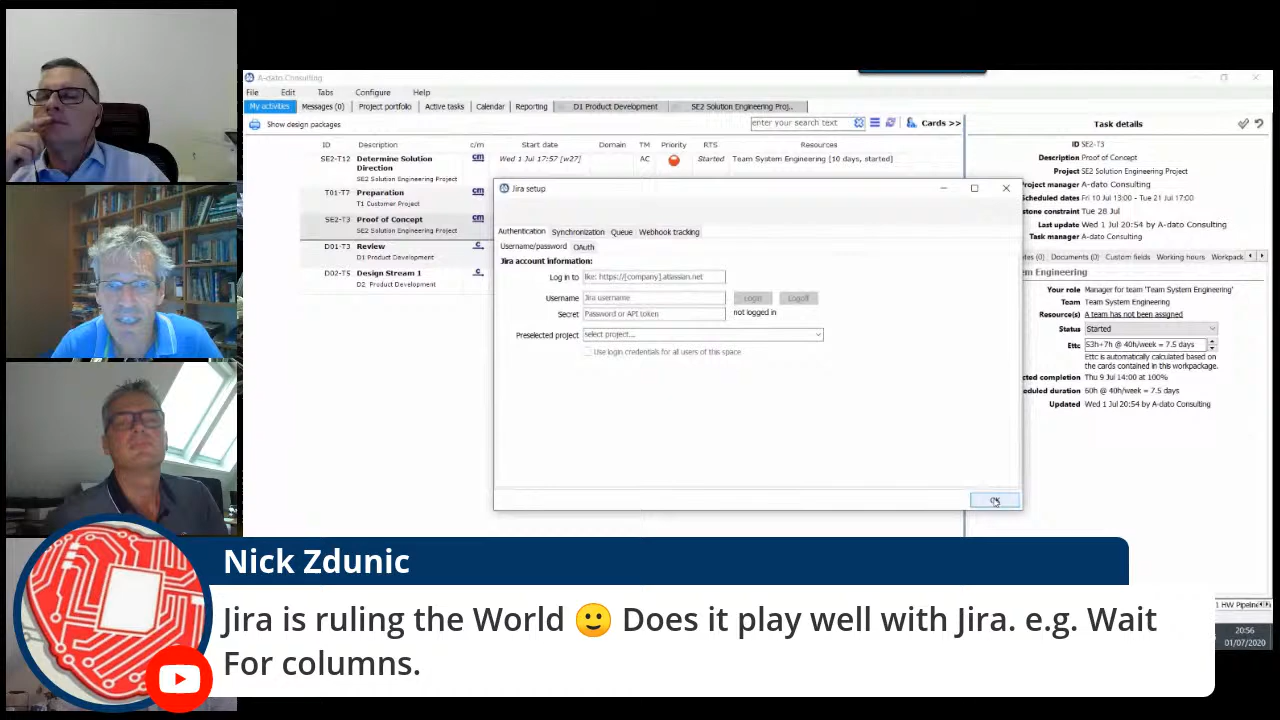 A-dato Consulting
File Edit Tabs Configure Help
My activities Messages (0) Project portfolio Active tasks Calendar Reporting D1 Product Development SE2 Solution Engineering Proj..
Show design packages enter your search text Cards >> Task details
ID Description c/m Start date Domain TM Priority RTS Resources
SE2-T12 Determine Solution Direction cm Wed 1 Jul 17:57 [w27] AC Started Team System Engineering [10 days, started]
SE2 Solution Engineering Project
T01-T7 Preparation cm
T1 Customer Project
SE2-T3 Proof of Concept cm
SE2 Solution Engineering Project
D01-T3 Review c
D1 Product Development
D02-T5 Design Stream 1 c
D2 Product Development
Jira setup
Authentication Synchronization Queue Webhook tracking
Username/password OAuth
Jira account information:
Log in to like: https://[company].atlassian.net
Username Jira username Login Logoff
Secret Password or API token not logged in
Preselected project select project...
Use login credentials for all users of this space
ID SE2-T3
Description Proof of Concept
Project SE2 Solution Engineering Project
Project manager A-dato Consulting
Scheduled dates Fri 10 Jul 13:00 - Tue 21 Jul 17:00
stone constraint Tue 28 Jul
Last update Wed 1 Jul 20:54 by A-dato Consulting
Task manager A-dato Consulting
tes (0) Documents (0) Custom fields Working hours Workpack
m Engineering
Your role Manager for team 'Team System Engineering'
Team Team System Engineering
Resource(s) A team has not been assigned
Status Started
Ettc 53h+7h @ 40h/week = 7.5 days
Ettc is automatically calculated based on
the cards contained in this workpackage.
cted completion Thu 9 Jul 14:00 at 100%
eduled duration 60h @ 40h/week = 7.5 days
Updated Wed 1 Jul 20:54 by A-dato Consulting
1 HW Pipeline
20:56
01/07/2020
Nick Zdunic
Jira is ruling the World 🙂 Does it play well with Jira. e.g. Wait
For columns.